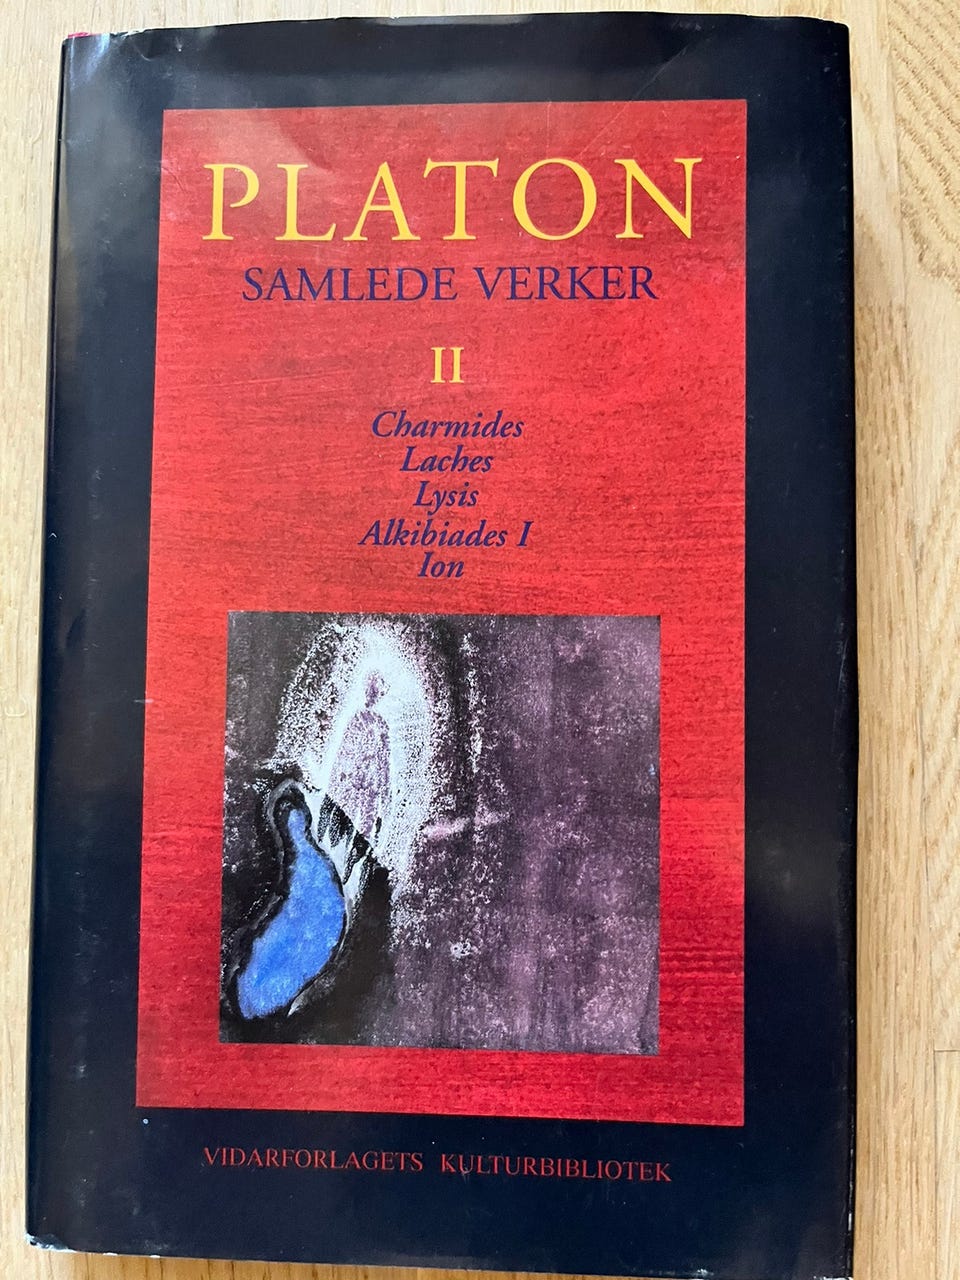 PLATON
SAMLEDE VERKER
II
Charmides
Laches
Lysis
Alkibiades I
Ion
VIDARFORLAGETS KULTURBIBLIOTEK